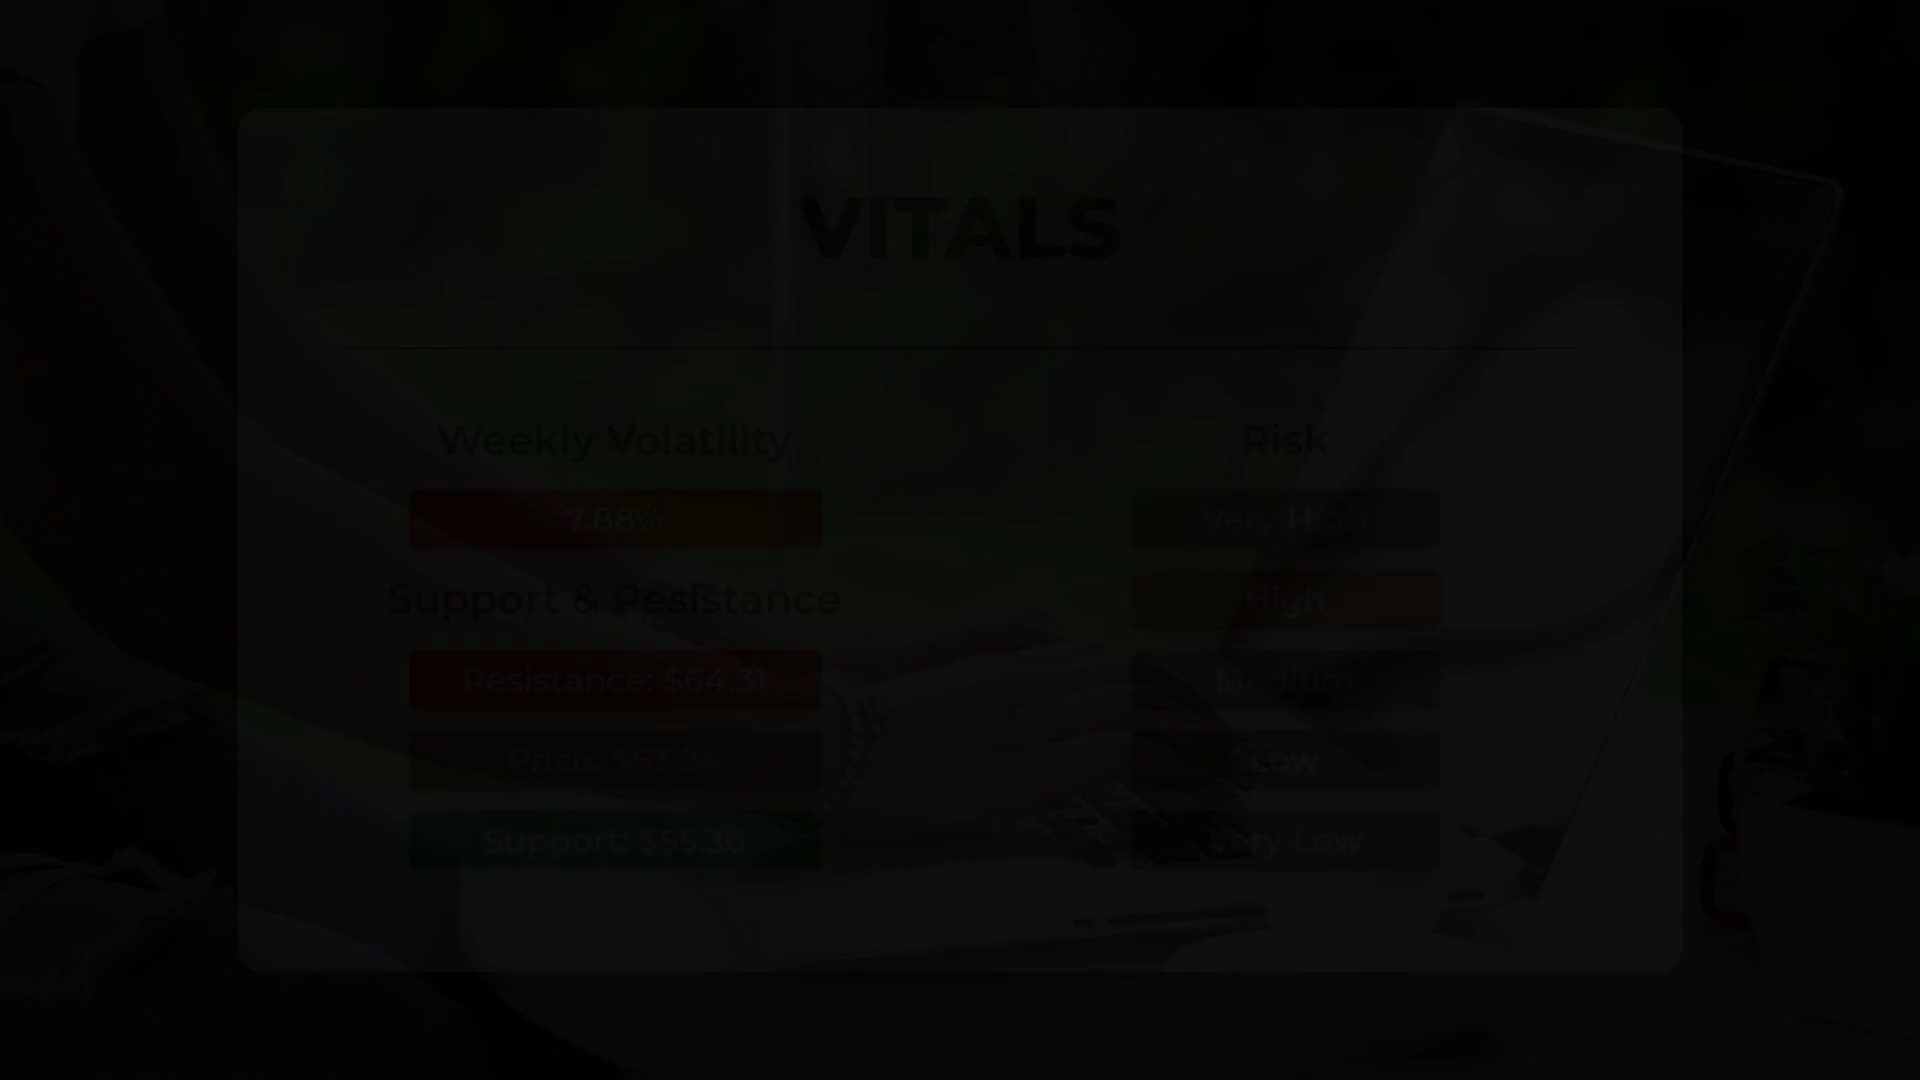 VITALS
Weekly Volatility
7.88%
Support & Resistance
Resistance: $64.31
Price: $63.94
Support: $55.36
Risk
Very High
High
Medium
Low
Very Low